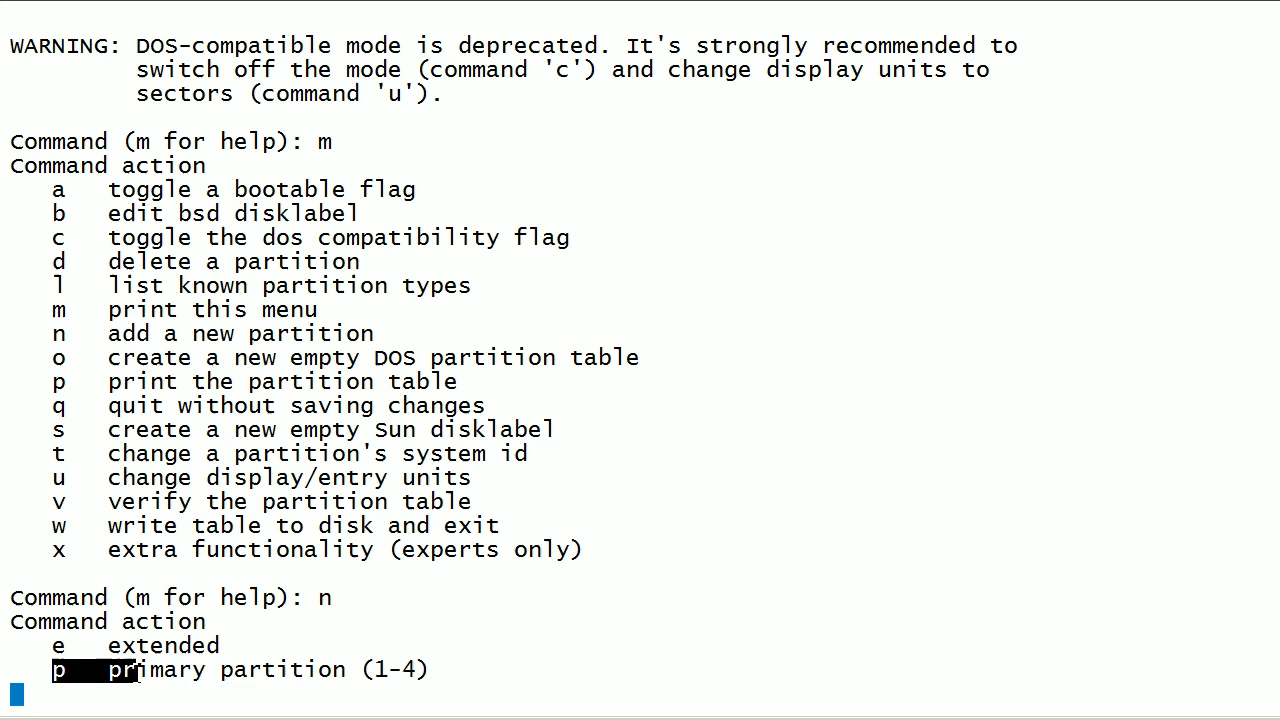 WARNING: DOS-compatible mode is deprecated. It's strongly recommended to
switch off the mode (command 'c') and change display units to
sectors (command 'u').
Command (m for help): m
Command action
a toggle a bootable flag
b edit bsd disklabel
c toggle the dos compatibility flag
d delete a partition
l list known partition types
m print this menu
n add a new partition
o create a new empty DOS partition table
p print the partition table
q quit without saving changes
s create a new empty Sun disklabel
t change a partition's system id
u change display/entry units
v verify the partition table
w write table to disk and exit
x extra functionality (experts only)
Command (m for help): n
Command action
e extended
p primary partition (1-4)